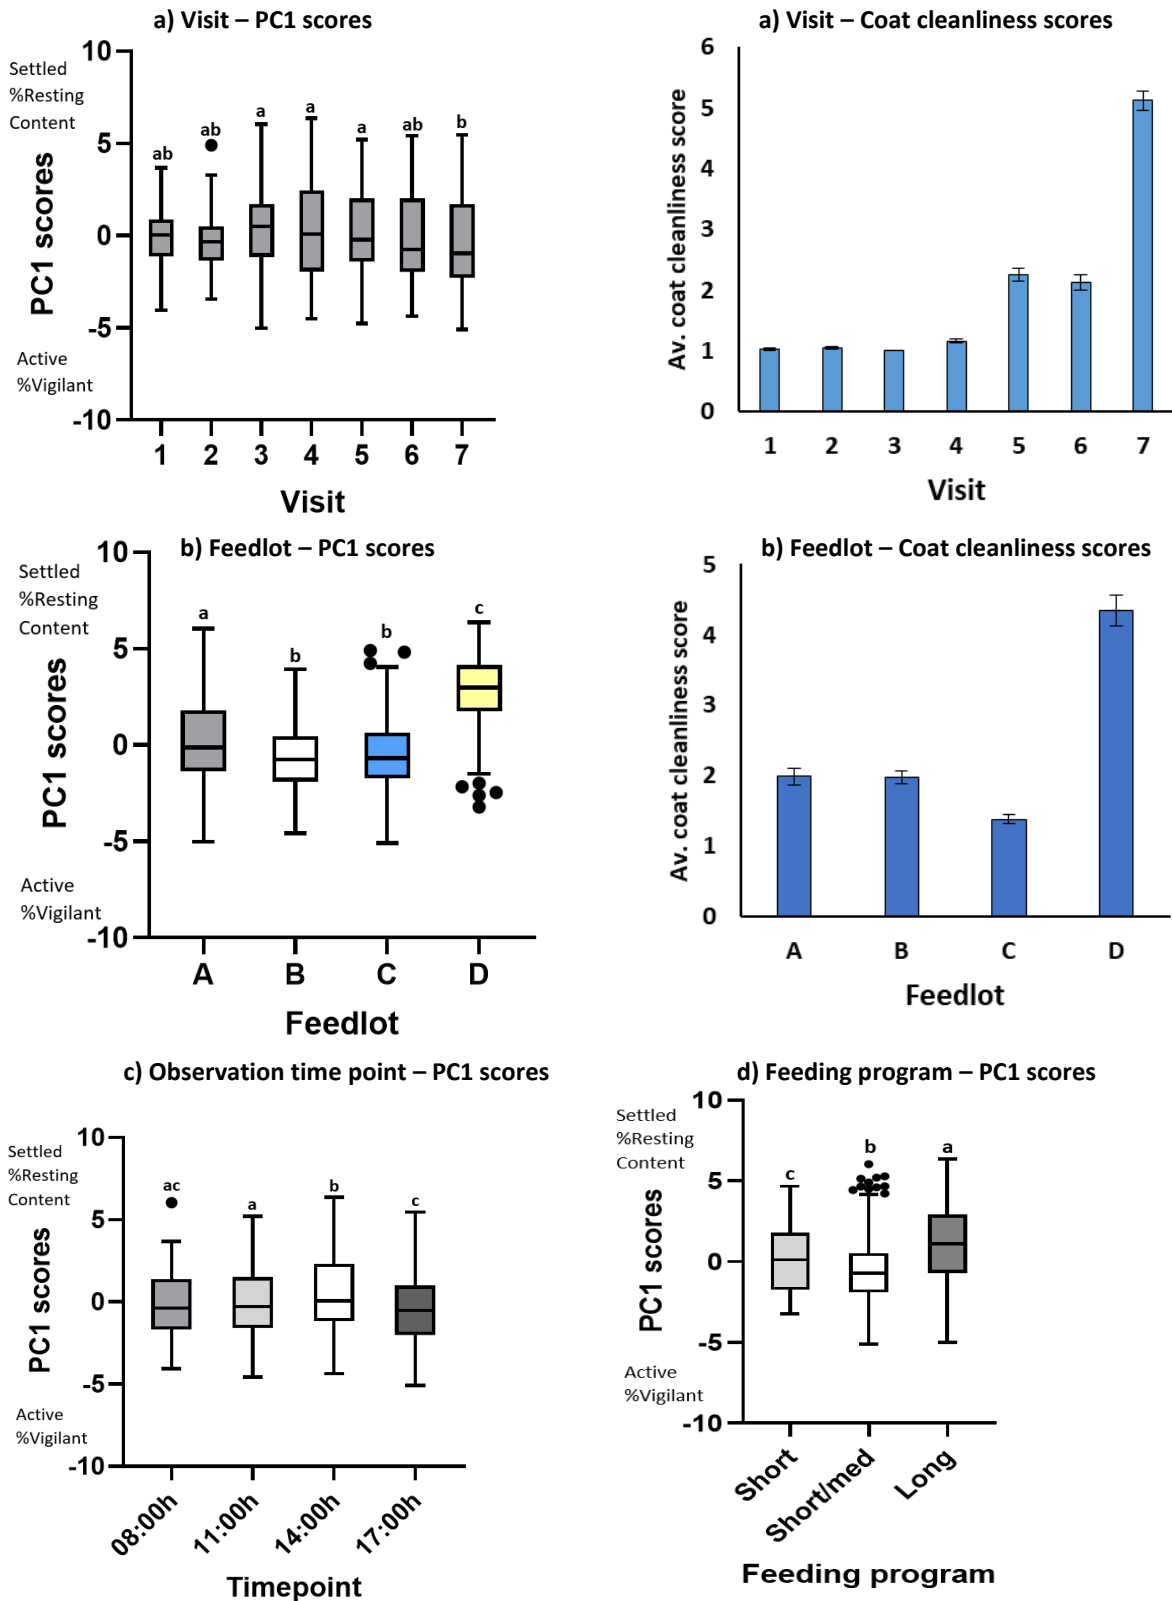 a) Visit – PC1 scores
10
Settled
%Resting
Content
5
0
-5
-10
PC1 scores
Active
%Vigilant
ab
ab
a
a
a
ab
b
1 2 3 4 5 6 7
Visit
a) Visit – Coat cleanliness scores
6
5
4
3
2
1
0
Av. coat cleanliness score
1 2 3 4 5 6 7
Visit
b) Feedlot – PC1 scores
10
Settled
%Resting
Content
5
0
-5
-10
PC1 scores
Active
%Vigilant
a
b
b
c
A B C D
Feedlot
b) Feedlot – Coat cleanliness scores
5
4
3
2
1
0
Av. coat cleanliness score
A B C D
Feedlot
c) Observation time point – PC1 scores
10
Settled
%Resting
Content
5
0
-5
-10
PC1 scores
Active
%Vigilant
ac
a
b
c
08:00h 11:00h 14:00h 17:00h
Timepoint
d) Feeding program – PC1 scores
10
Settled
%Resting
Content
5
0
-5
-10
PC1 scores
Active
%Vigilant
c
b
a
Short Short/med Long
Feeding program